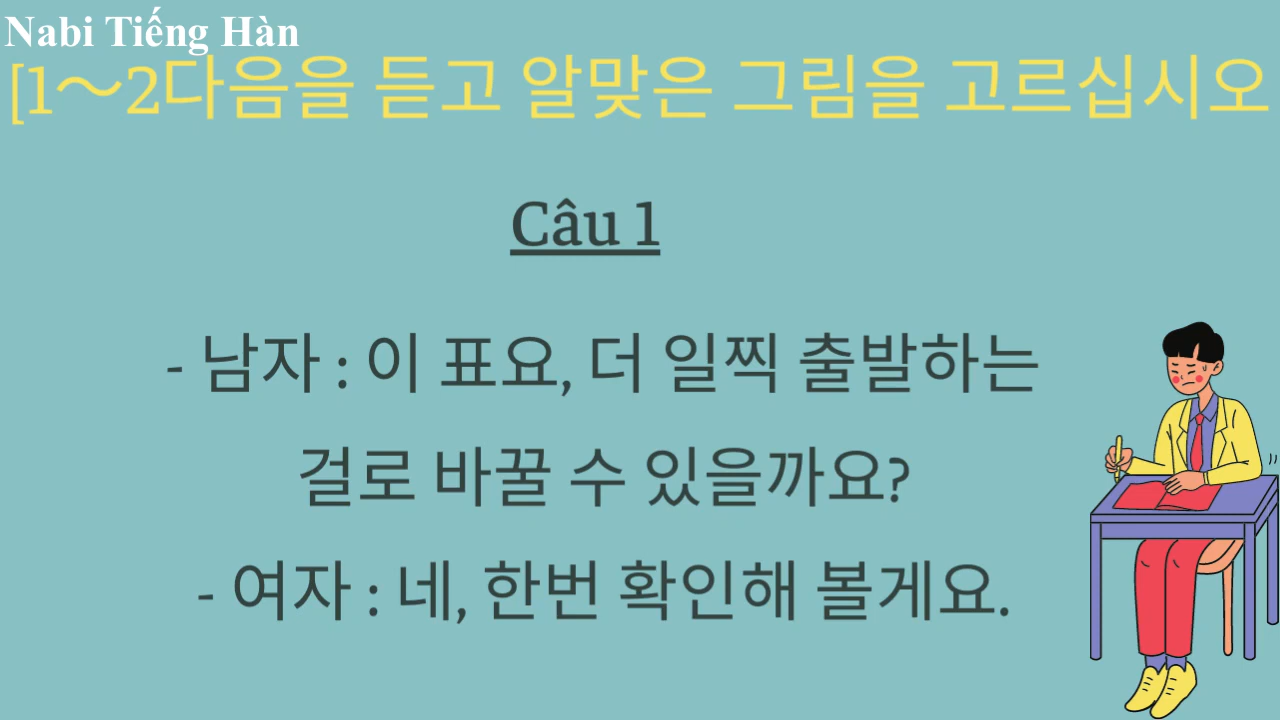 Nabi Tiếng Hàn
[1～2다음을 듣고 알맞은 그림을 고르십시오
Câu 1
- 남자 : 이 표요, 더 일찍 출발하는
걸로 바꿀 수 있을까요?
- 여자 : 네, 한번 확인해 볼게요.